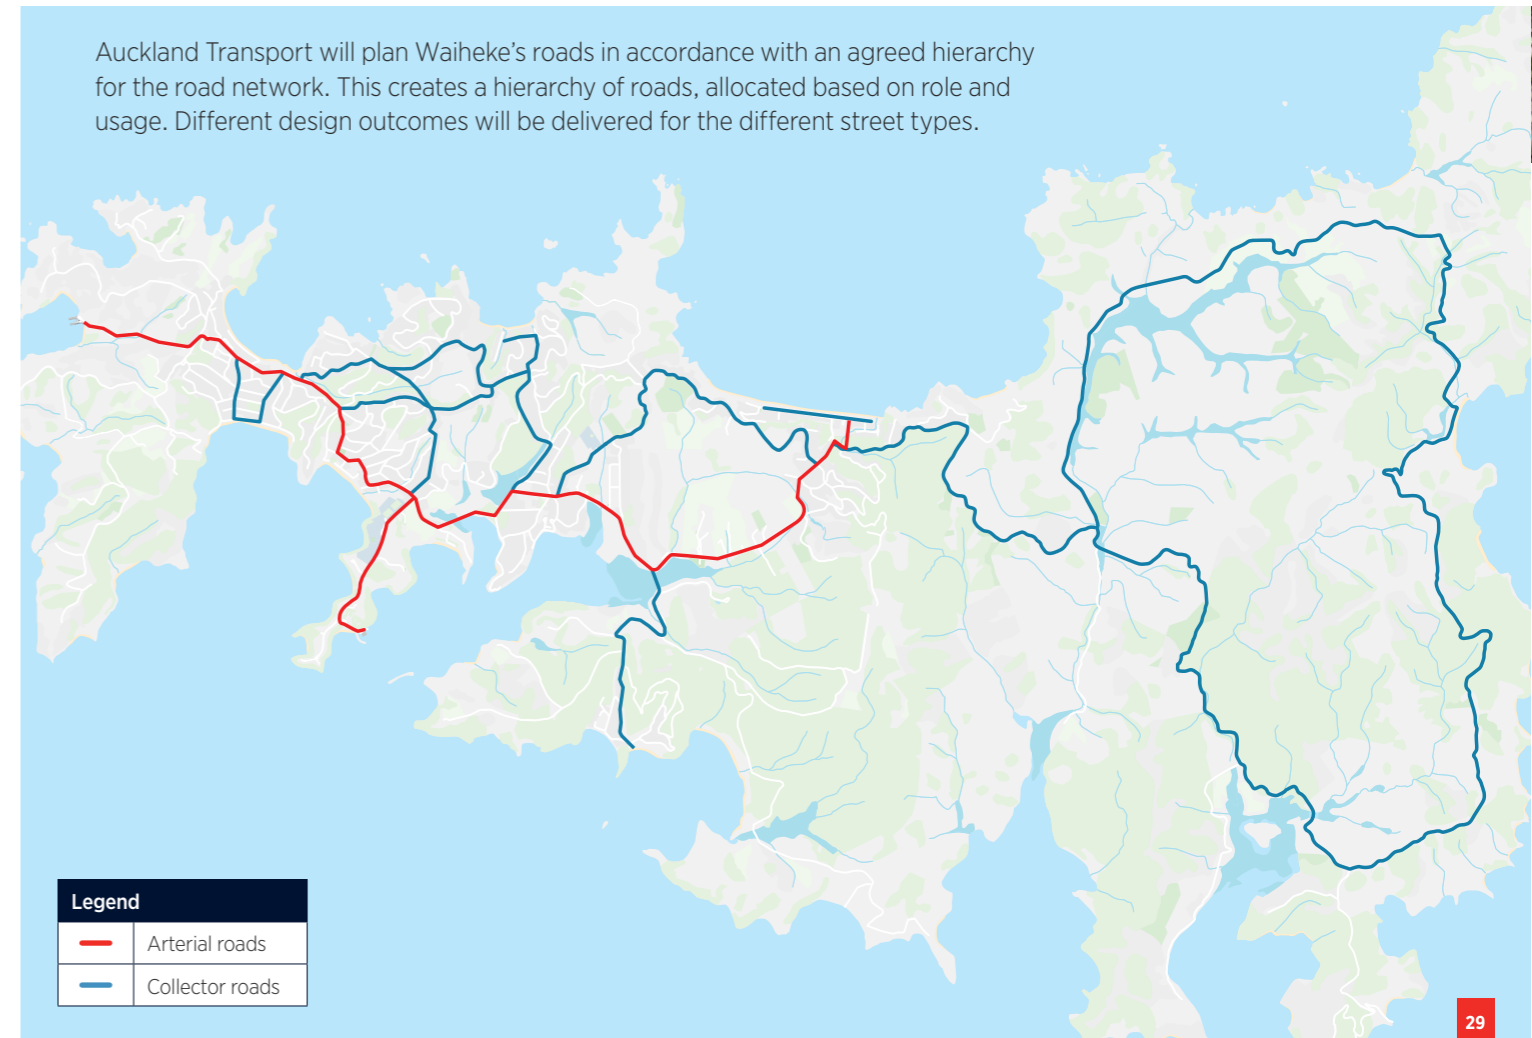 Auckland Transport will plan Waiheke’s roads in accordance with an agreed hierarchy
for the road network. This creates a hierarchy of roads, allocated based on role and
usage. Different design outcomes will be delivered for the different street types.
Legend
Arterial roads
Collector roads
29